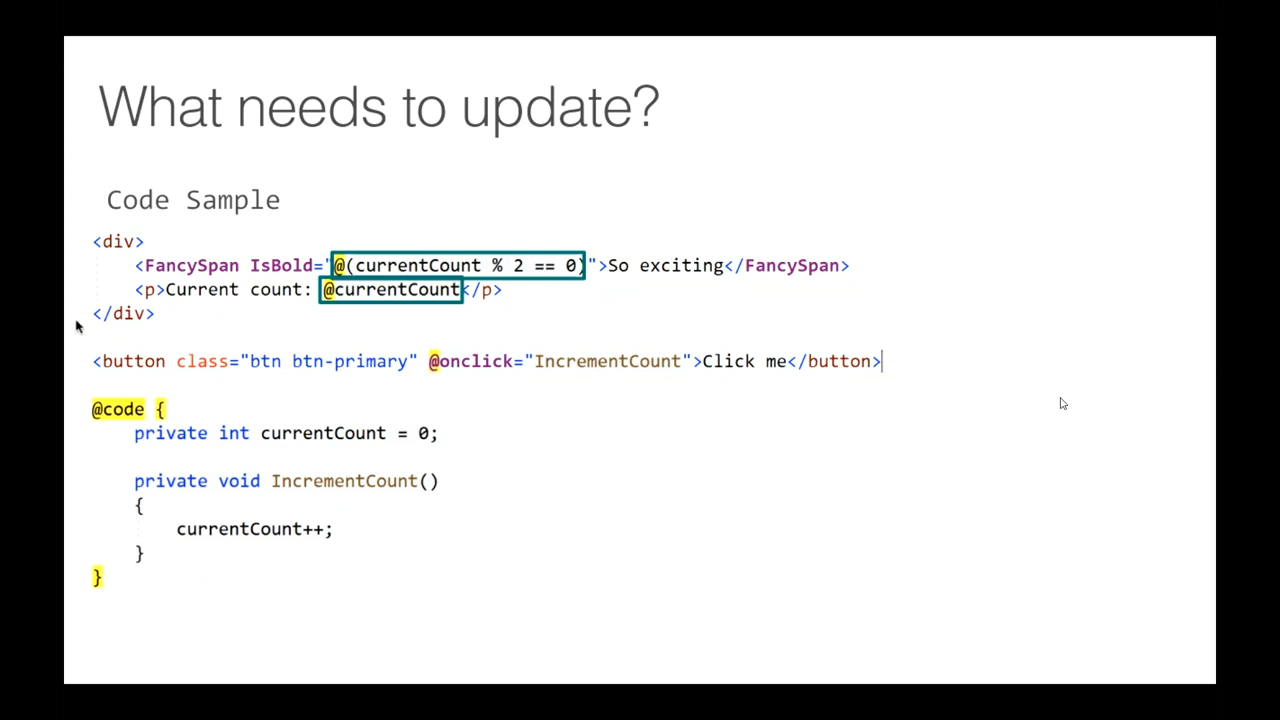 What needs to update?
Code Sample
<div>
<FancySpan IsBold="@(currentCount % 2 == 0)">So exciting</FancySpan>
<p>Current count: @currentCount</p>
</div>
<button class="btn btn-primary" @onclick="IncrementCount">Click me</button>
@code {
private int currentCount = 0;
private void IncrementCount()
{
currentCount++;
}
}